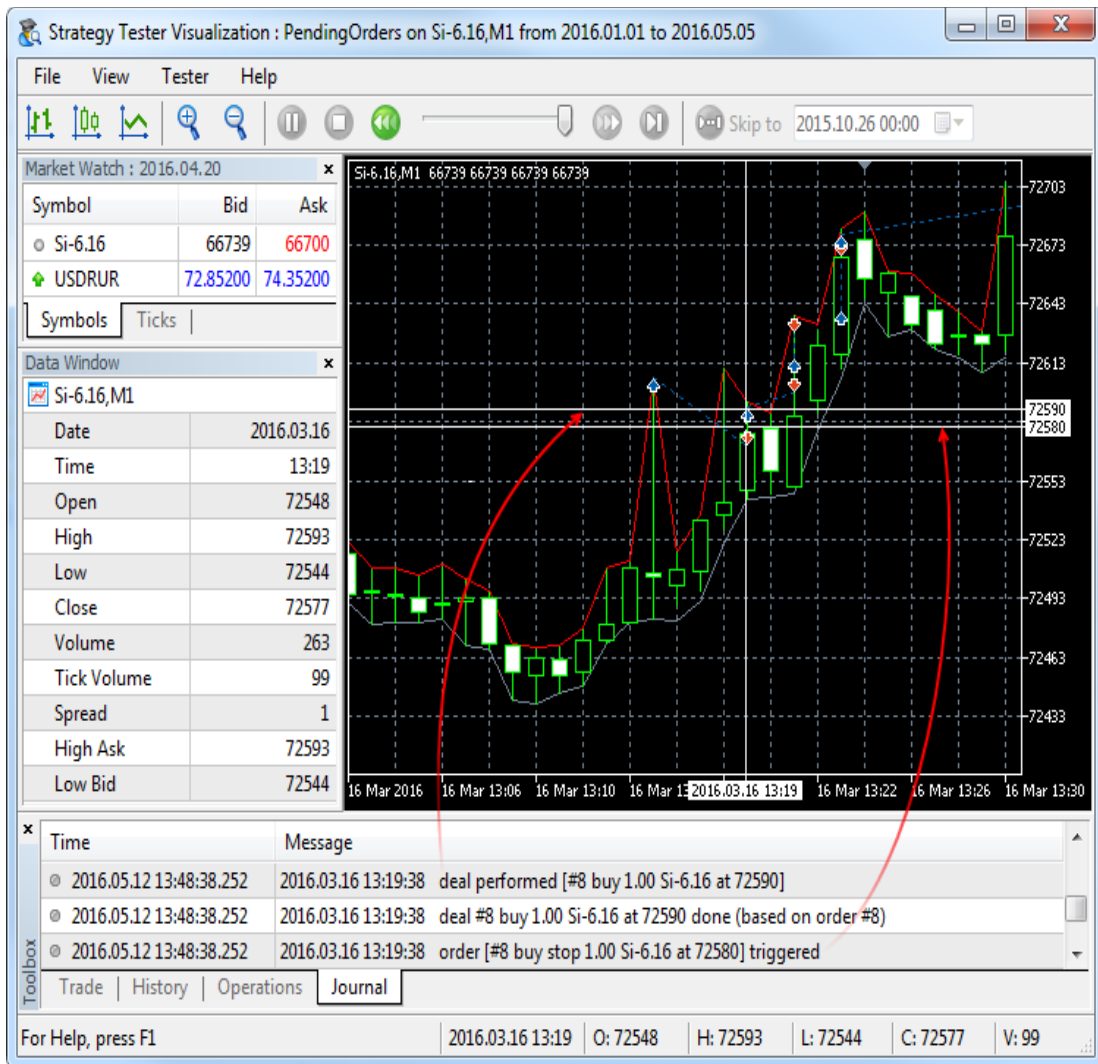 Strategy Tester Visualization : PendingOrders on Si-6.16,M1 from 2016.01.01 to 2016.05.05
File View Tester Help
Skip to 2015.10.26 00:00
Market Watch : 2016.04.20 x
Symbol Bid Ask
Si-6.16 66739 66700
USDRUR 72.85200 74.35200
Symbols Ticks
Data Window x
Si-6.16,M1
Date 2016.03.16
Time 13:19
Open 72548
High 72593
Low 72544
Close 72577
Volume 263
Tick Volume 99
Spread 1
High Ask 72593
Low Bid 72544
Si-6.16,M1 66739 66739 66739 66739
72703
72673
72643
72613
72590
72580
72553
72523
72493
72463
72433
16 Mar 2016 16 Mar 13:06 16 Mar 13:10 16 Mar 13 2016.03.16 13:19 16 Mar 13:22 16 Mar 13:26 16 Mar 13:30
x
Toolbox
Time Message
2016.05.12 13:48:38.252 2016.03.16 13:19:38 deal performed [#8 buy 1.00 Si-6.16 at 72590]
2016.05.12 13:48:38.252 2016.03.16 13:19:38 deal #8 buy 1.00 Si-6.16 at 72590 done (based on order #8)
2016.05.12 13:48:38.252 2016.03.16 13:19:38 order [#8 buy stop 1.00 Si-6.16 at 72580] triggered
Trade History Operations Journal
For Help, press F1 2016.03.16 13:19 O: 72548 H: 72593 L: 72544 C: 72577 V: 99